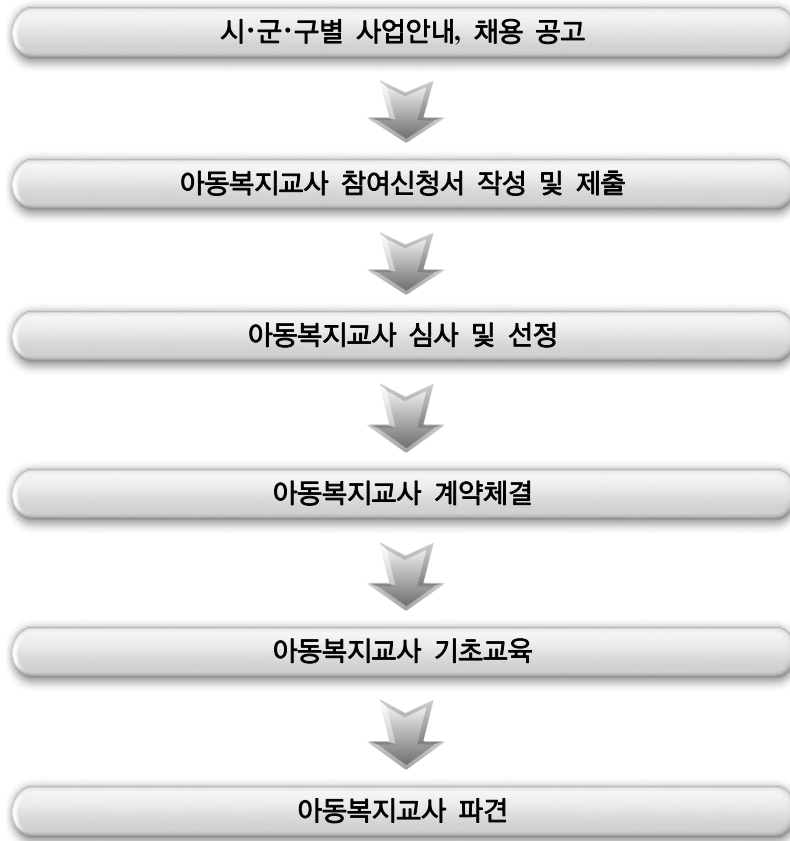 시·군·구별 사업안내, 채용 공고
아동복지교사 참여신청서 작성 및 제출
아동복지교사 심사 및 선정
아동복지교사 계약체결
아동복지교사 기초교육
아동복지교사 파견